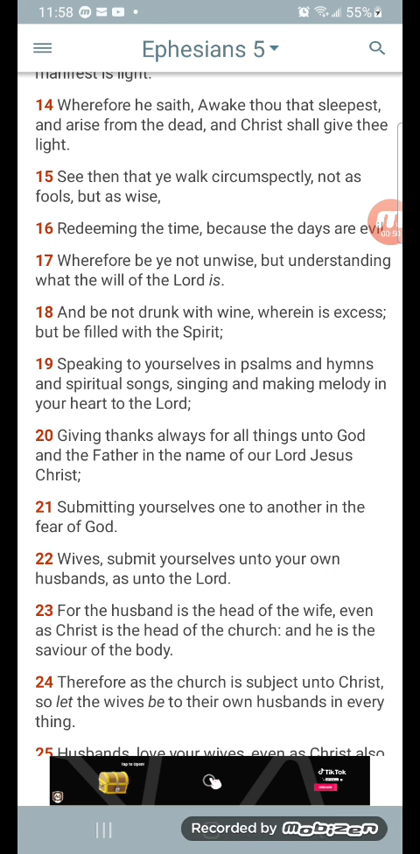 11:58
55%
Ephesians 5
manifest is light.
14 Wherefore he saith, Awake thou that sleepest,
and arise from the dead, and Christ shall give thee
light.
15 See then that ye walk circumspectly, not as
fools, but as wise,
16 Redeeming the time, because the days are evil.
00:50
17 Wherefore be ye not unwise, but understanding
what the will of the Lord is.
18 And be not drunk with wine, wherein is excess;
but be filled with the Spirit;
19 Speaking to yourselves in psalms and hymns
and spiritual songs, singing and making melody in
your heart to the Lord;
20 Giving thanks always for all things unto God
and the Father in the name of our Lord Jesus
Christ;
21 Submitting yourselves one to another in the
fear of God.
22 Wives, submit yourselves unto your own
husbands, as unto the Lord.
23 For the husband is the head of the wife, even
as Christ is the head of the church: and he is the
saviour of the body.
24 Therefore as the church is subject unto Christ,
so let the wives be to their own husbands in every
thing.
25 Husbands, love your wives, even as Christ also
Tap to Open!
TikTok
Recorded by MOBIZEN